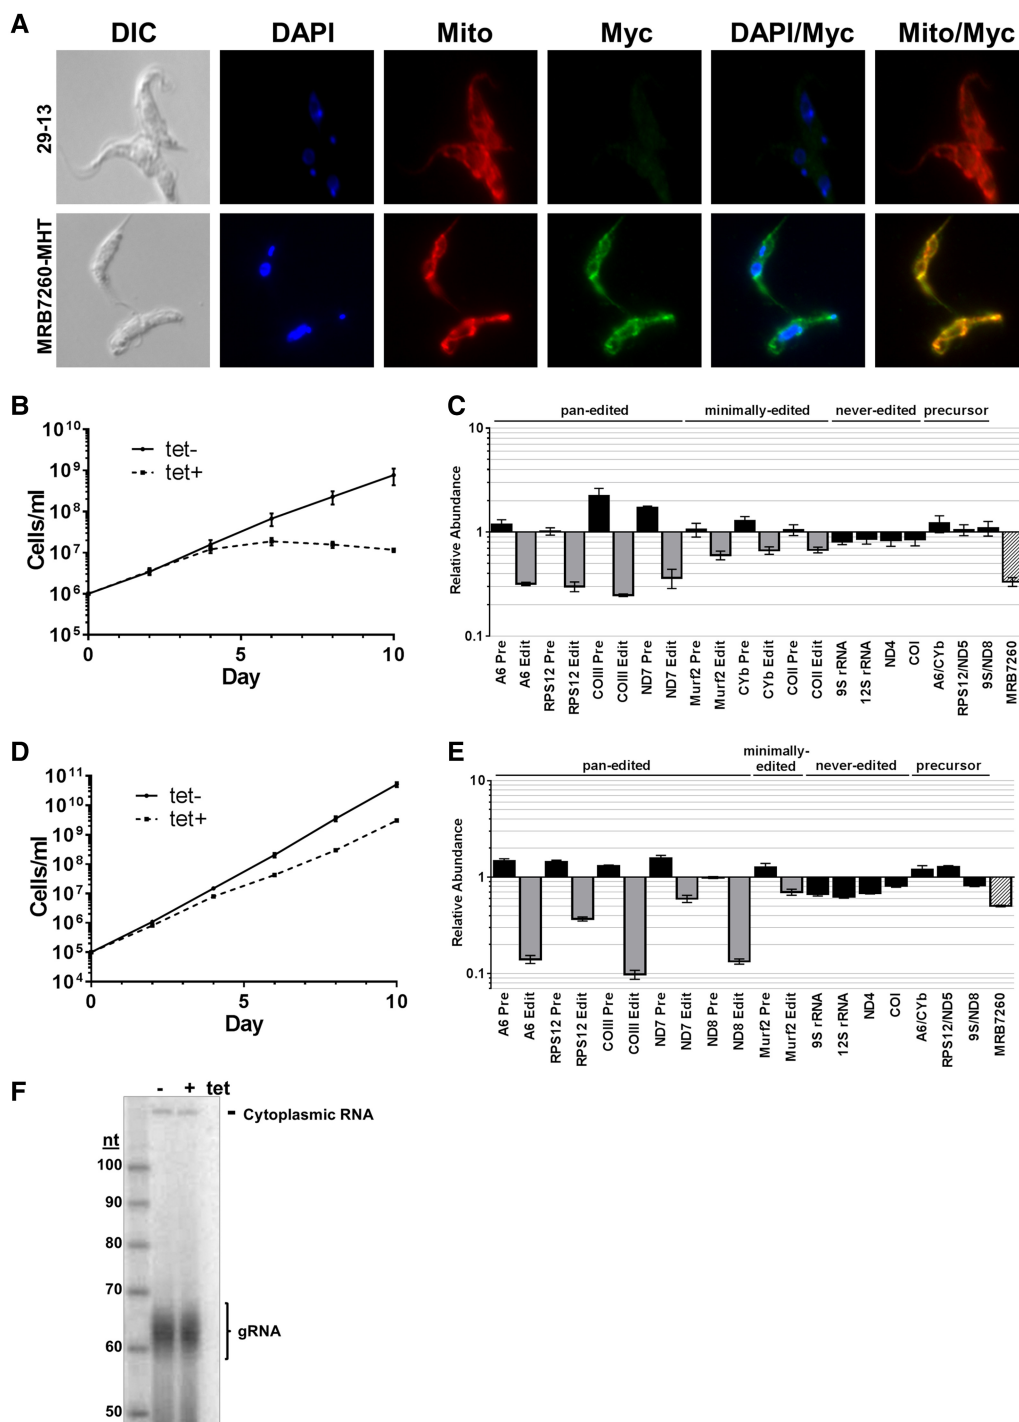 A
DIC DAPI Mito Myc DAPI/Myc Mito/Myc
29-13
MRB7260-MHT
B
10^10
10^9
10^8
10^7
10^6
10^5
Cells/ml
tet-
tet+
0 5 10
Day
C
pan-edited minimally-edited never-edited precursor
10
1
0.1
Relative Abundance
A6 Pre
A6 Edit
RPS12 Pre
RPS12 Edit
COIII Pre
COIII Edit
ND7 Pre
ND7 Edit
Murf2 Pre
Murf2 Edit
CYb Pre
CYb Edit
COII Pre
COII Edit
9S rRNA
12S rRNA
ND4
COI
A6/CYb
RPS12/ND5
9S/ND8
MRB7260
D
10^11
10^10
10^9
10^8
10^7
10^6
10^5
10^4
Cells/ml
tet-
tet+
0 5 10
Day
E
pan-edited minimally-edited never-edited precursor
10
1
0.1
Relative Abundance
A6 Pre
A6 Edit
RPS12 Pre
RPS12 Edit
COIII Pre
COIII Edit
ND7 Pre
ND7 Edit
ND8 Pre
ND8 Edit
Murf2 Pre
Murf2 Edit
9S rRNA
12S rRNA
ND4
COI
A6/CYb
RPS12/ND5
9S/ND8
MRB7260
F
- + tet
Cytoplasmic RNA
nt
100
90
80
70
60
50
gRNA